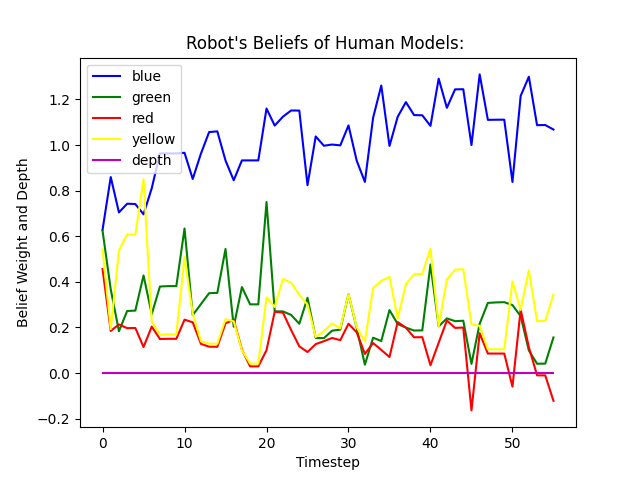 Robot's Beliefs of Human Models:
blue
green
red
yellow
depth
Belief Weight and Depth
1.2
1.0
0.8
0.6
0.4
0.2
0.0
−0.2
0 10 20 30 40 50
Timestep